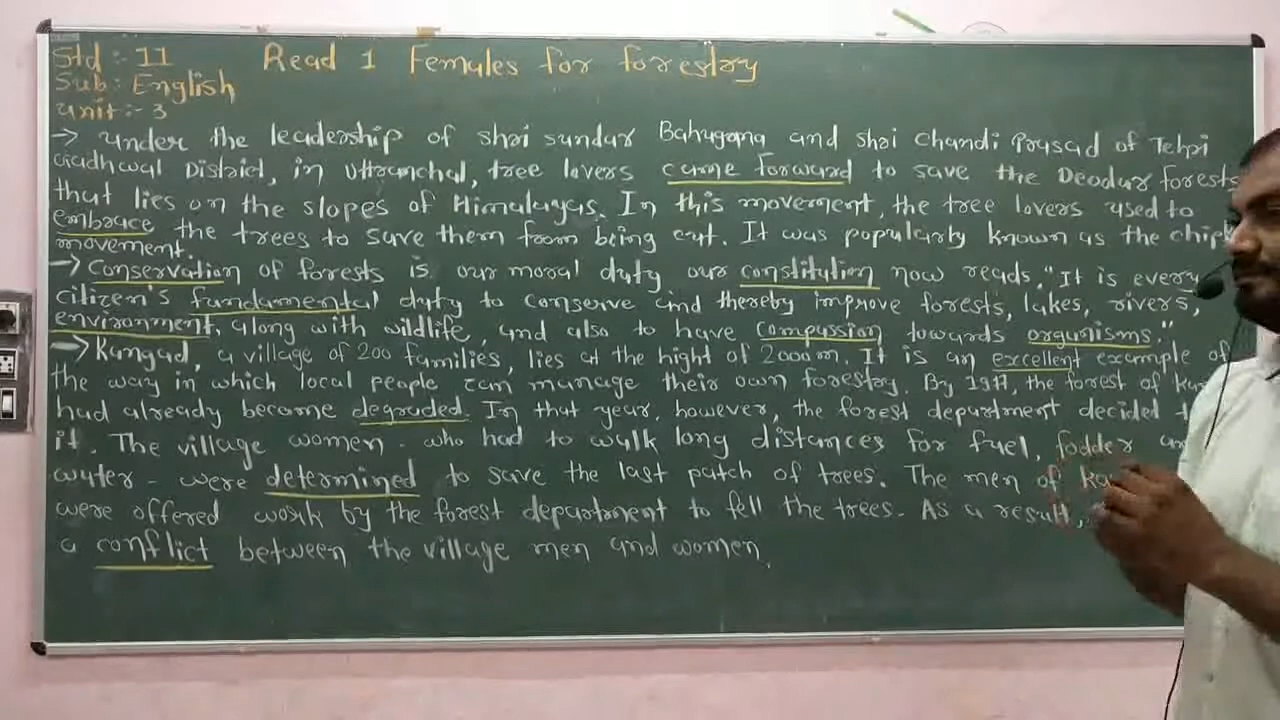 Std :- 11 Read 1 Females for forestry
Sub : English
Unit :- 3
→ Under the leadership of shri sundar Bahugana and shri Chandi Prasad of Tehri
Gadhwal District, in Uttranchal, tree lovers came forward to save the Deodar forests
that lies on the slopes of Himalayas. In this movement, the tree lovers used to
embrace the trees to save them from being cut. It was popularly known as the chipk
movement.
→ Conservation of forests is our moral duty our constitution now reads. "It is every
citizen's fundamental duty to conserve and thereby improve forests, lakes, rivers,
environment, along with wildlife, and also to have compassion towards organisms."
→ Kangad, a village of 200 families, lies at the hight of 2000m. It is an excellent example of
the way in which local people can manage their own forestry. By 1977, the forest of
had already become degraded. In that year, however, the forest department decided
it. The village women - who had to walk long distances for fuel, fodder
water - were determined to save the last patch of trees. The men of
were offered work by the forest department to fell the trees. As a result,
a conflict between the village men and women.